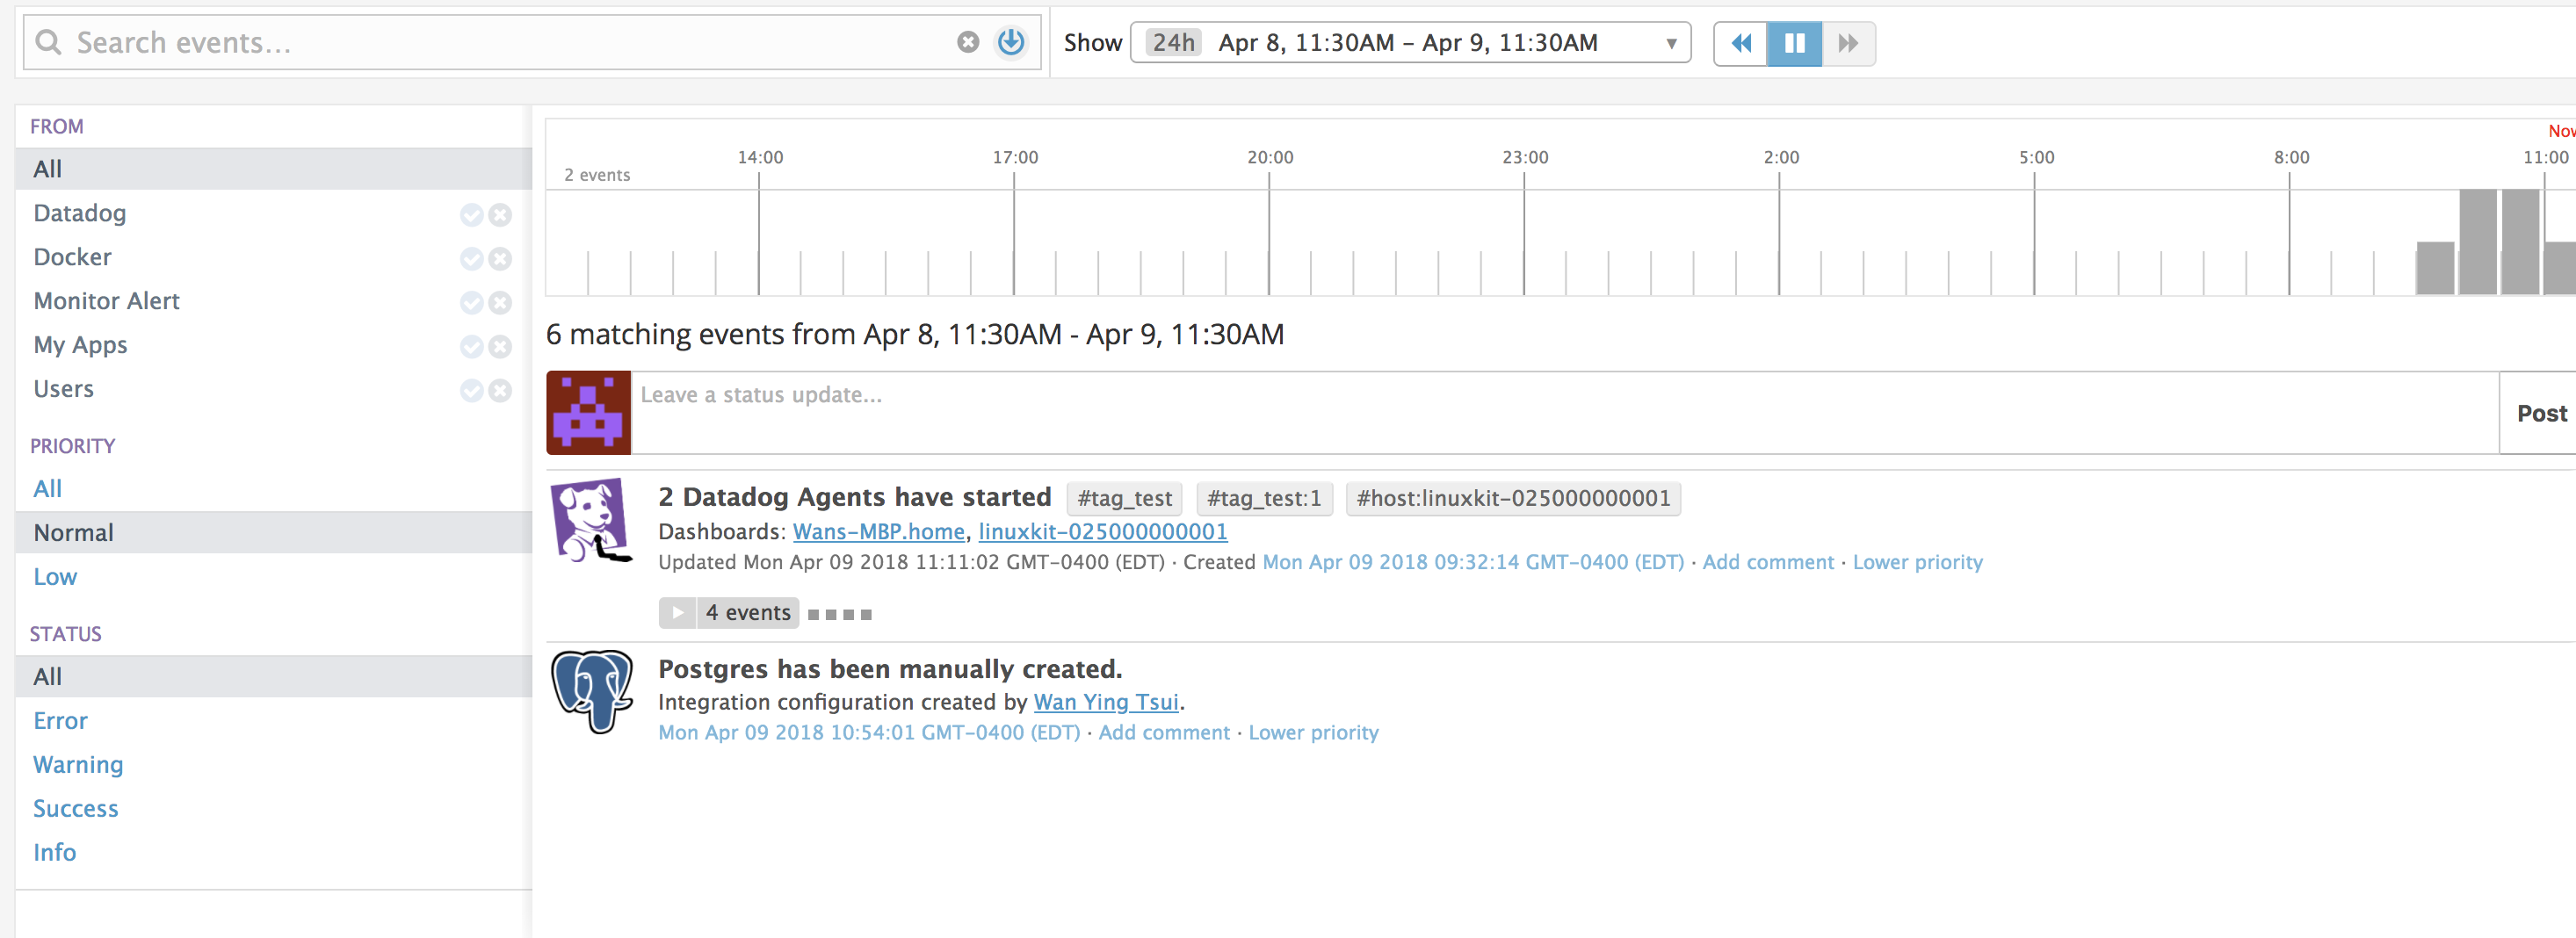 Search events... Show 24h Apr 8, 11:30AM – Apr 9, 11:30AM
FROM
All
Datadog
Docker
Monitor Alert
My Apps
Users
PRIORITY
All
Normal
Low
STATUS
All
Error
Warning
Success
Info
14:00 17:00 20:00 23:00 2:00 5:00 8:00 11:00
2 events
6 matching events from Apr 8, 11:30AM - Apr 9, 11:30AM
Leave a status update... Post
2 Datadog Agents have started #tag_test #tag_test:1 #host:linuxkit-025000000001
Dashboards: Wans-MBP.home, linuxkit-025000000001
Updated Mon Apr 09 2018 11:11:02 GMT-0400 (EDT) · Created Mon Apr 09 2018 09:32:14 GMT-0400 (EDT) · Add comment · Lower priority
4 events
Postgres has been manually created.
Integration configuration created by Wan Ying Tsui.
Mon Apr 09 2018 10:54:01 GMT-0400 (EDT) · Add comment · Lower priority